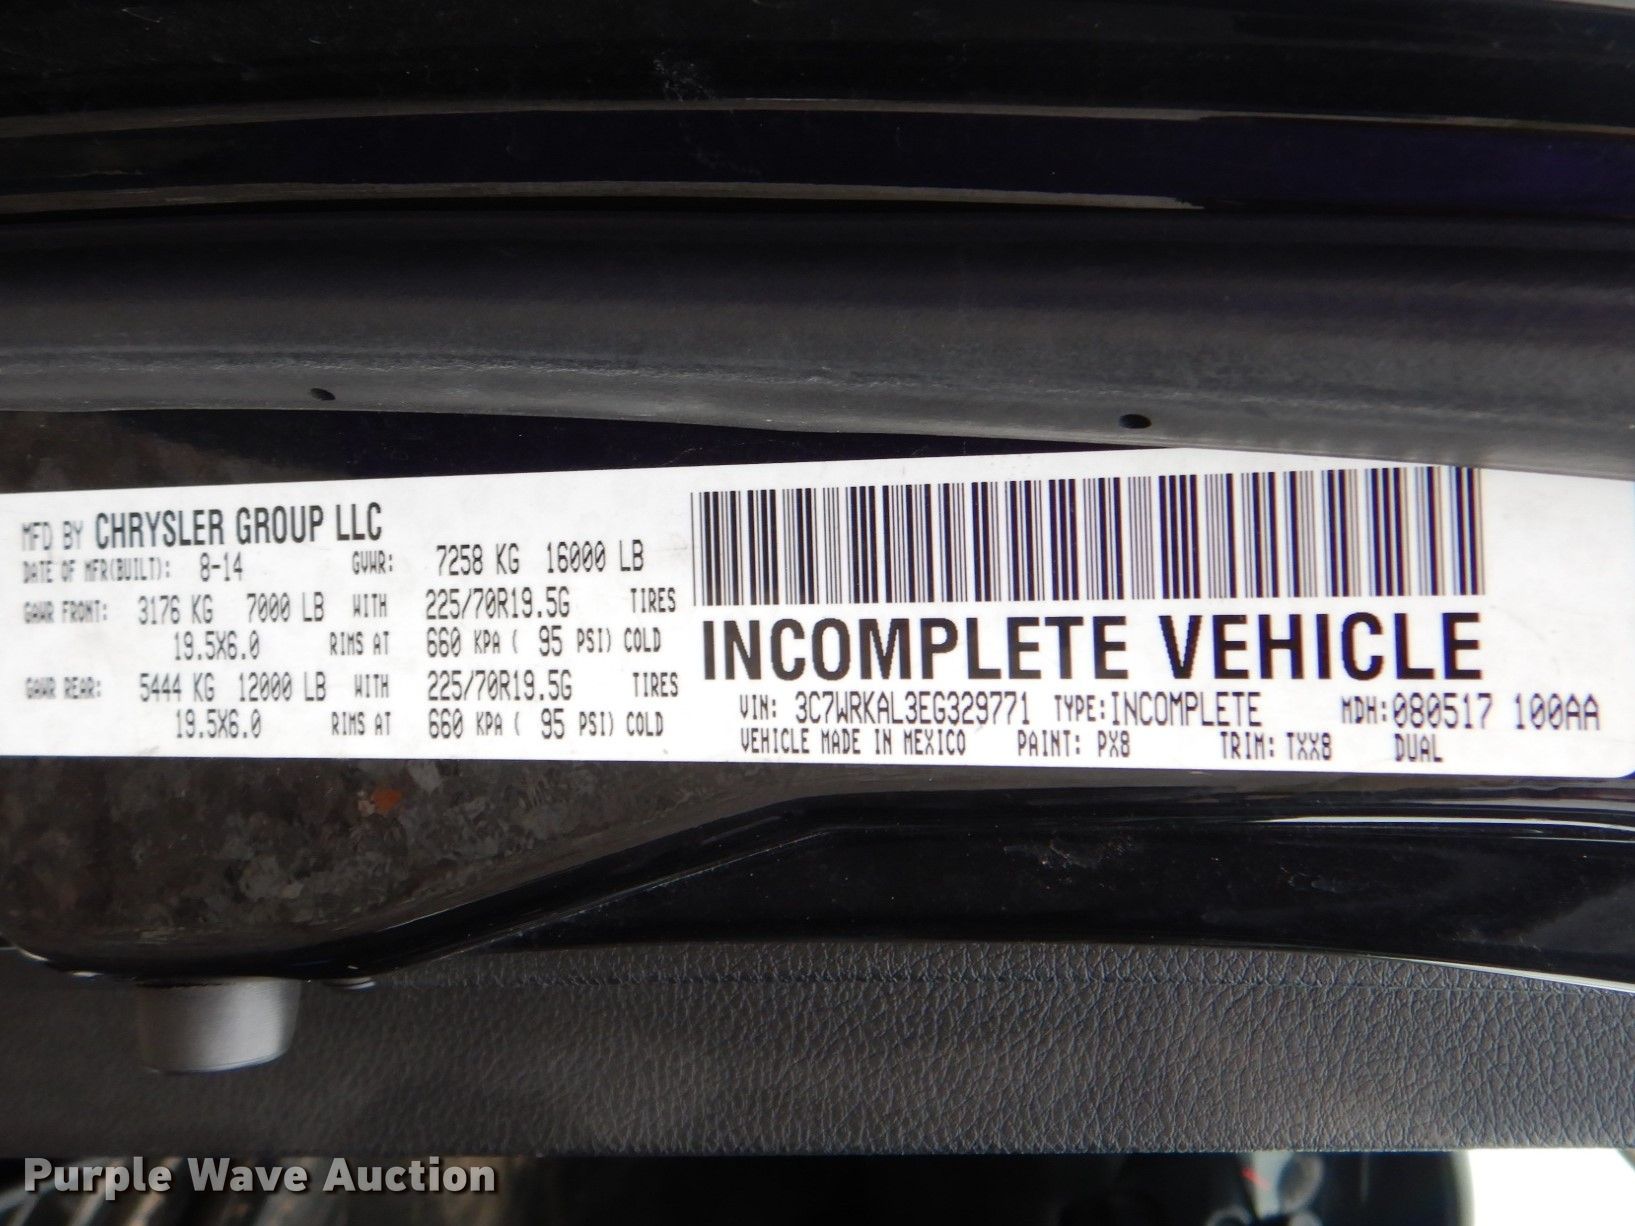 MFD BY CHRYSLER GROUP LLC
DATE OF MFR(BUILT): 8-14 GVWR: 7258 KG 16000 LB
GAWR FRONT: 3176 KG 7000 LB WITH 225/70R19.5G TIRES
19.5X6.0 RIMS AT 660 KPA ( 95 PSI) COLD
GAWR REAR: 5444 KG 12000 LB WITH 225/70R19.5G TIRES
19.5X6.0 RIMS AT 660 KPA ( 95 PSI) COLD
INCOMPLETE VEHICLE
VIN: 3C7WRKAL3EG329771 TYPE:INCOMPLETE MDH:080517 100AA
VEHICLE MADE IN MEXICO PAINT: PX8 TRIM: TXX8 DUAL
Purple Wave Auction